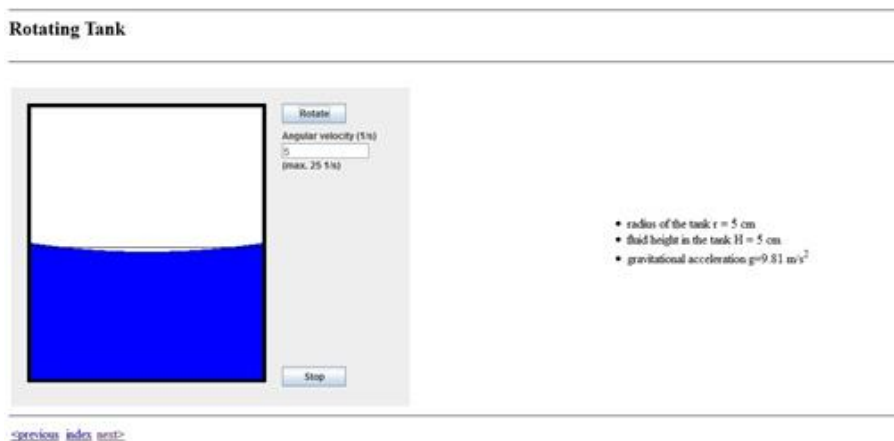 Rotating Tank
Rotate
Angular velocity (1/s)
5
(max. 25 1/s)
• radius of the tank r = 5 cm
• fluid height in the tank H = 5 cm
• gravitational acceleration g=9.81 m/s²
Stop
<previous index next>